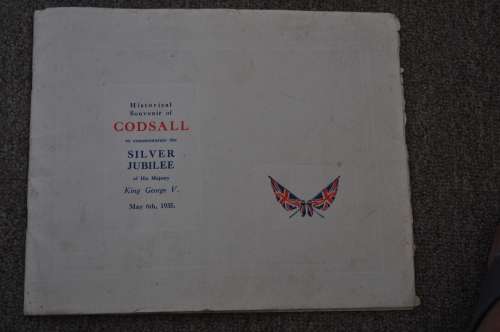 Historical
Souvenir of
CODSALL
to commemorate the
SILVER
JUBILEE
of His Majesty
King George V.
May 6th, 1935.